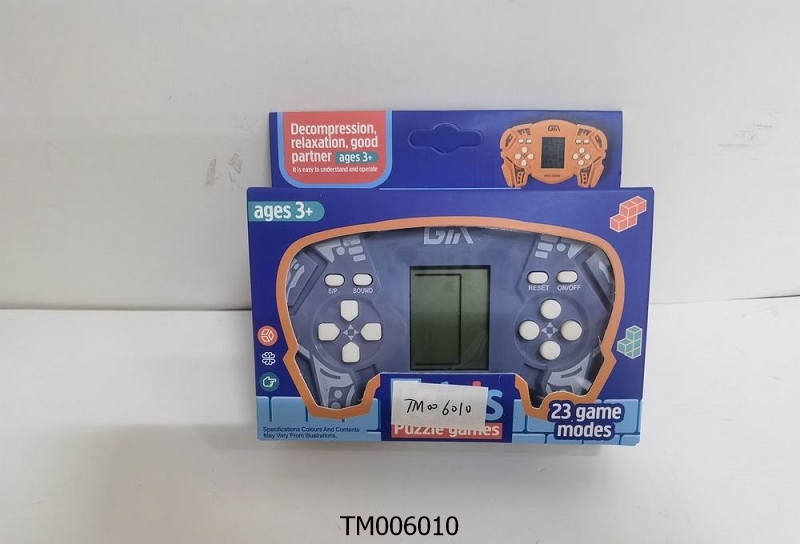 Decompression,
relaxation, good
partner ages 3+
It is easy to understand and operate
ages 3+
S/P SOUND
RESET ON/OFF
TM006010
Puzzle games
23 game
modes
Specifications Colours And Contents
May Vary From Illustrations.
TM006010